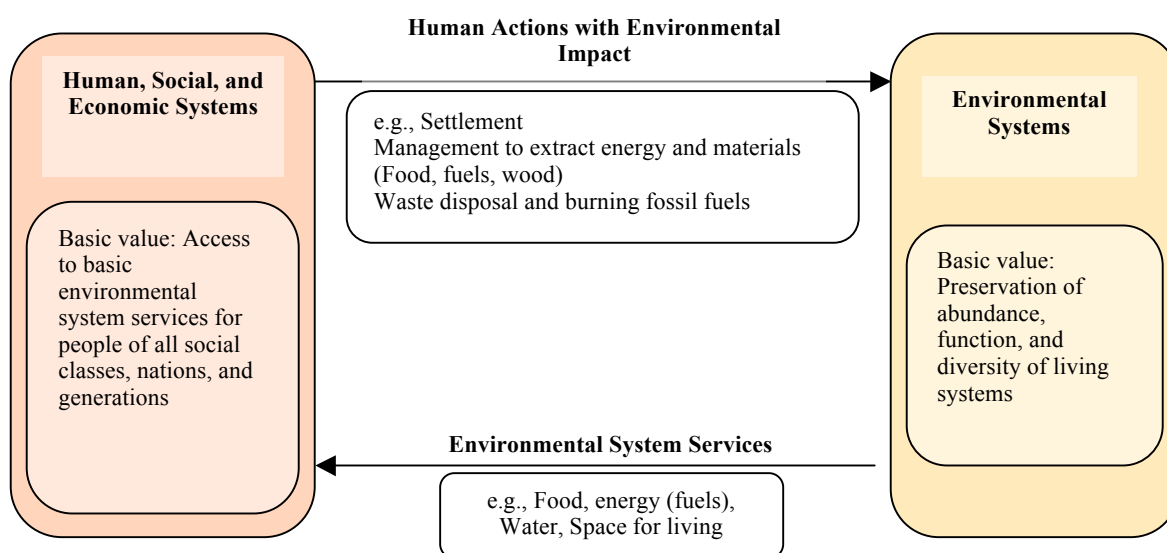 Human Actions with Environmental
Impact
Human, Social, and
Economic Systems
Environmental
Systems
e.g., Settlement
Management to extract energy and materials
(Food, fuels, wood)
Waste disposal and burning fossil fuels
Basic value: Access
to basic
environmental
system services for
people of all social
classes, nations, and
generations
Basic value:
Preservation of
abundance,
function, and
diversity of living
systems
Environmental System Services
e.g., Food, energy (fuels),
Water, Space for living